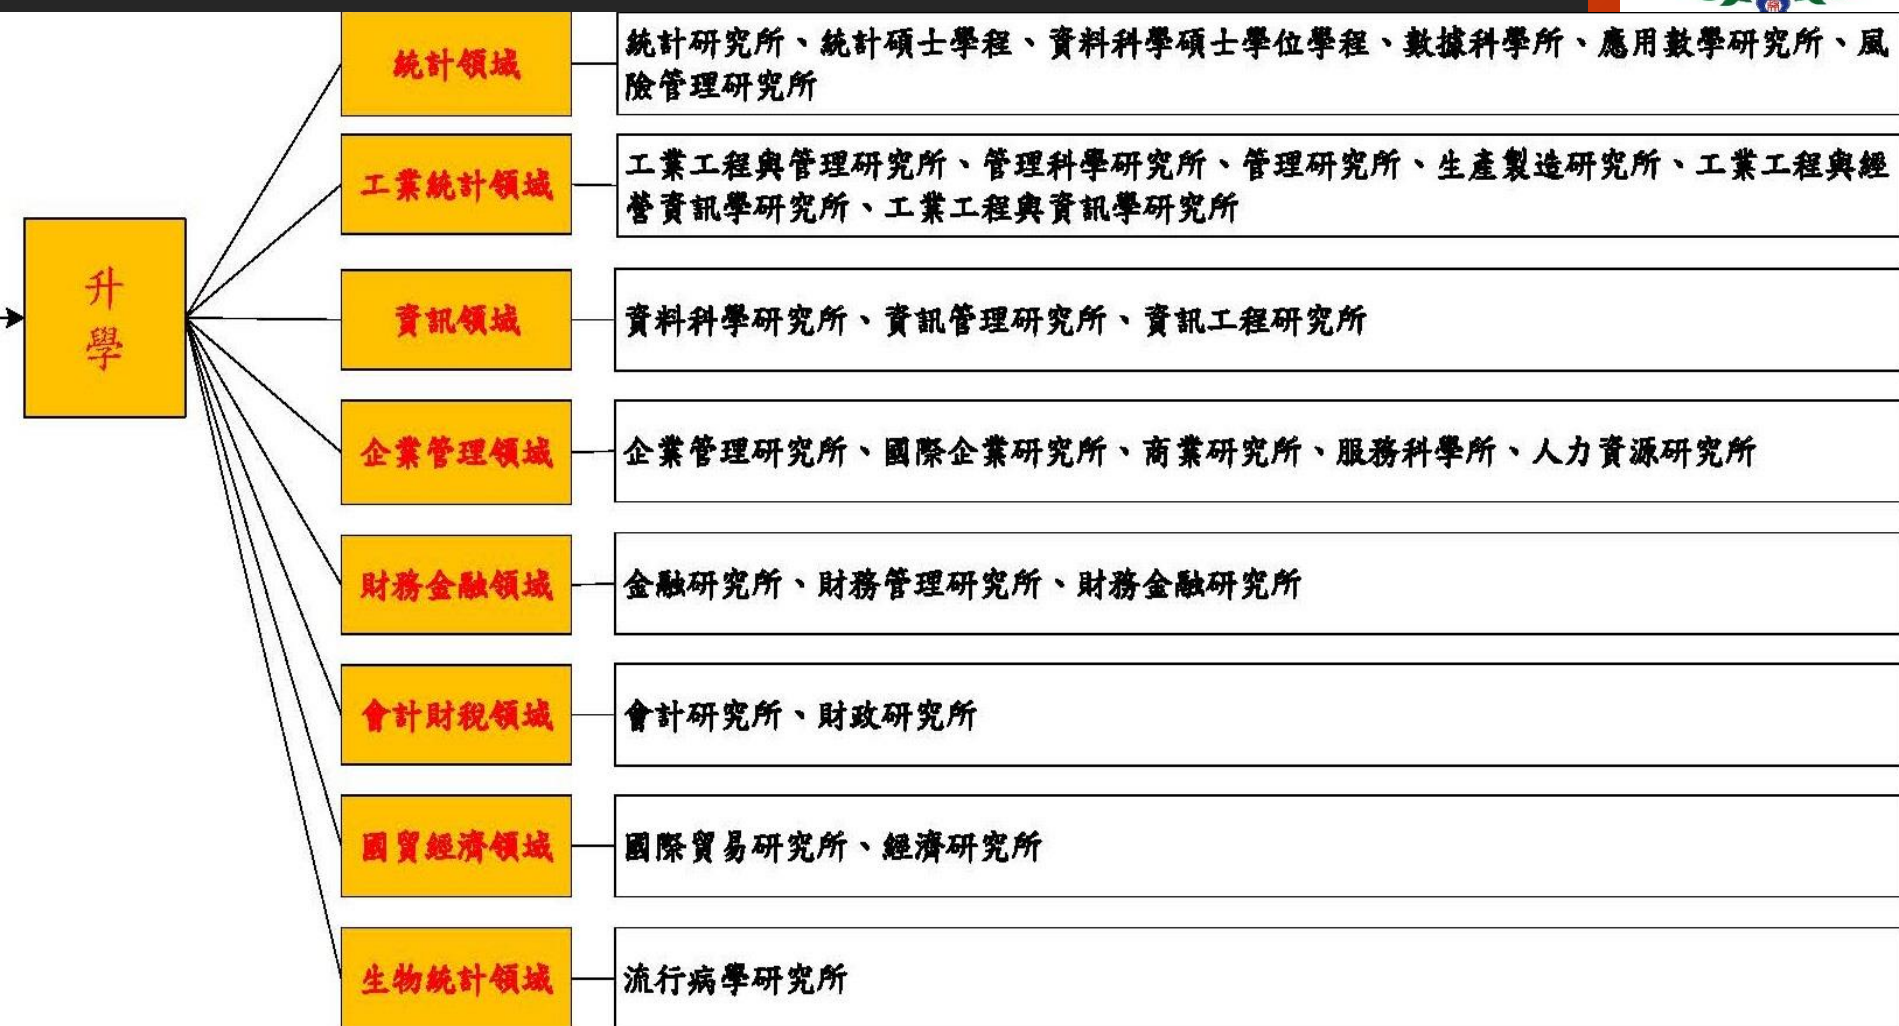 升
學
統計領域
統計研究所、統計碩士學程、資料科學碩士學位學程、數據科學所、應用數學研究所、風
險管理研究所
工業統計領域
工業工程與管理研究所、管理科學研究所、管理研究所、生產製造研究所、工業工程與經
營資訊學研究所、工業工程與資訊學研究所
資訊領域
資料科學研究所、資訊管理研究所、資訊工程研究所
企業管理領域
企業管理研究所、國際企業研究所、商業研究所、服務科學所、人力資源研究所
財務金融領域
金融研究所、財務管理研究所、財務金融研究所
會計財稅領域
會計研究所、財政研究所
國貿經濟領域
國際貿易研究所、經濟研究所
生物統計領域
流行病學研究所